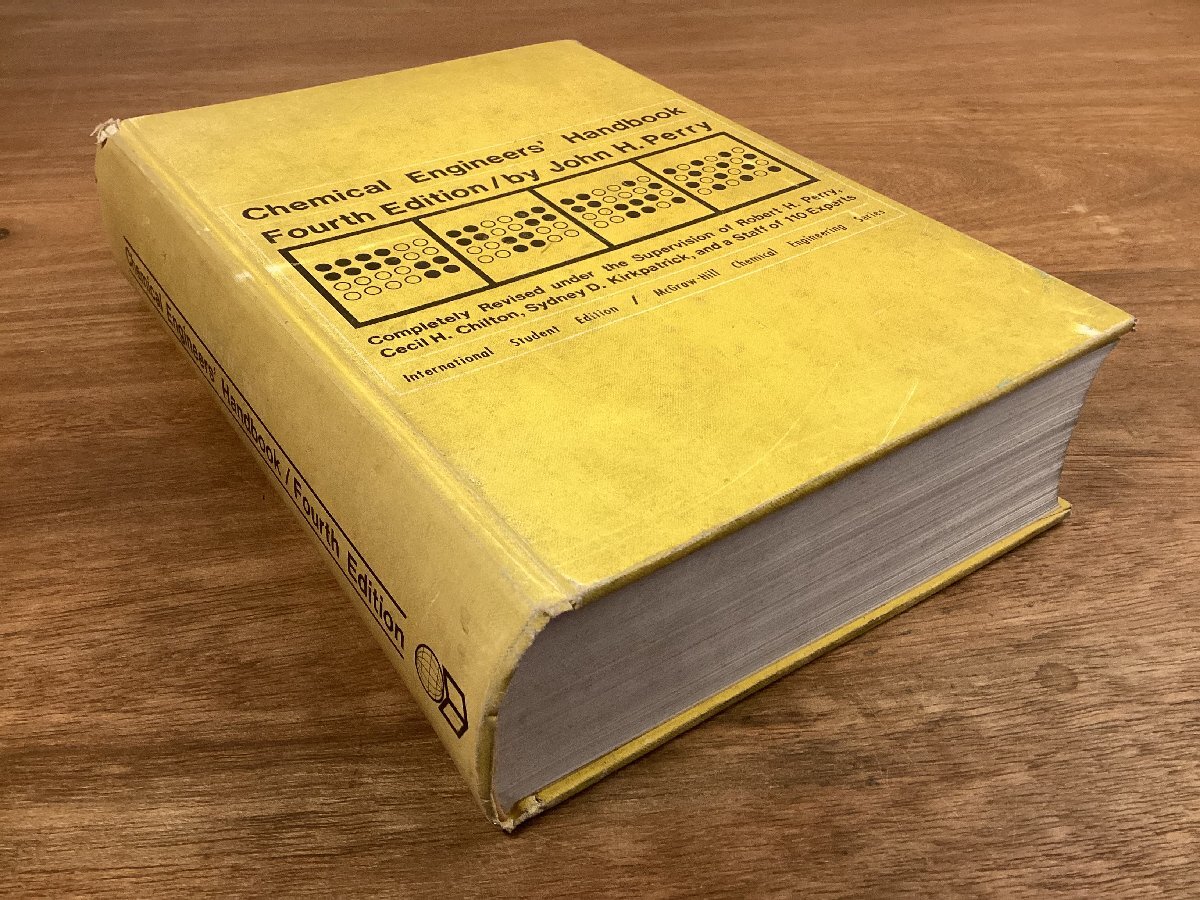 Chemical Engineers' Handbook
Fourth Edition / by John H. Perry
Completely Revised under the Supervision of Robert H. Perry,
Cecil H. Chilton, Sydney D. Kirkpatrick, and a Staff of 110 Experts
International Student Edition / McGraw-Hill Chemical Engineering Series
Chemical Engineers' Handbook / Fourth Edition